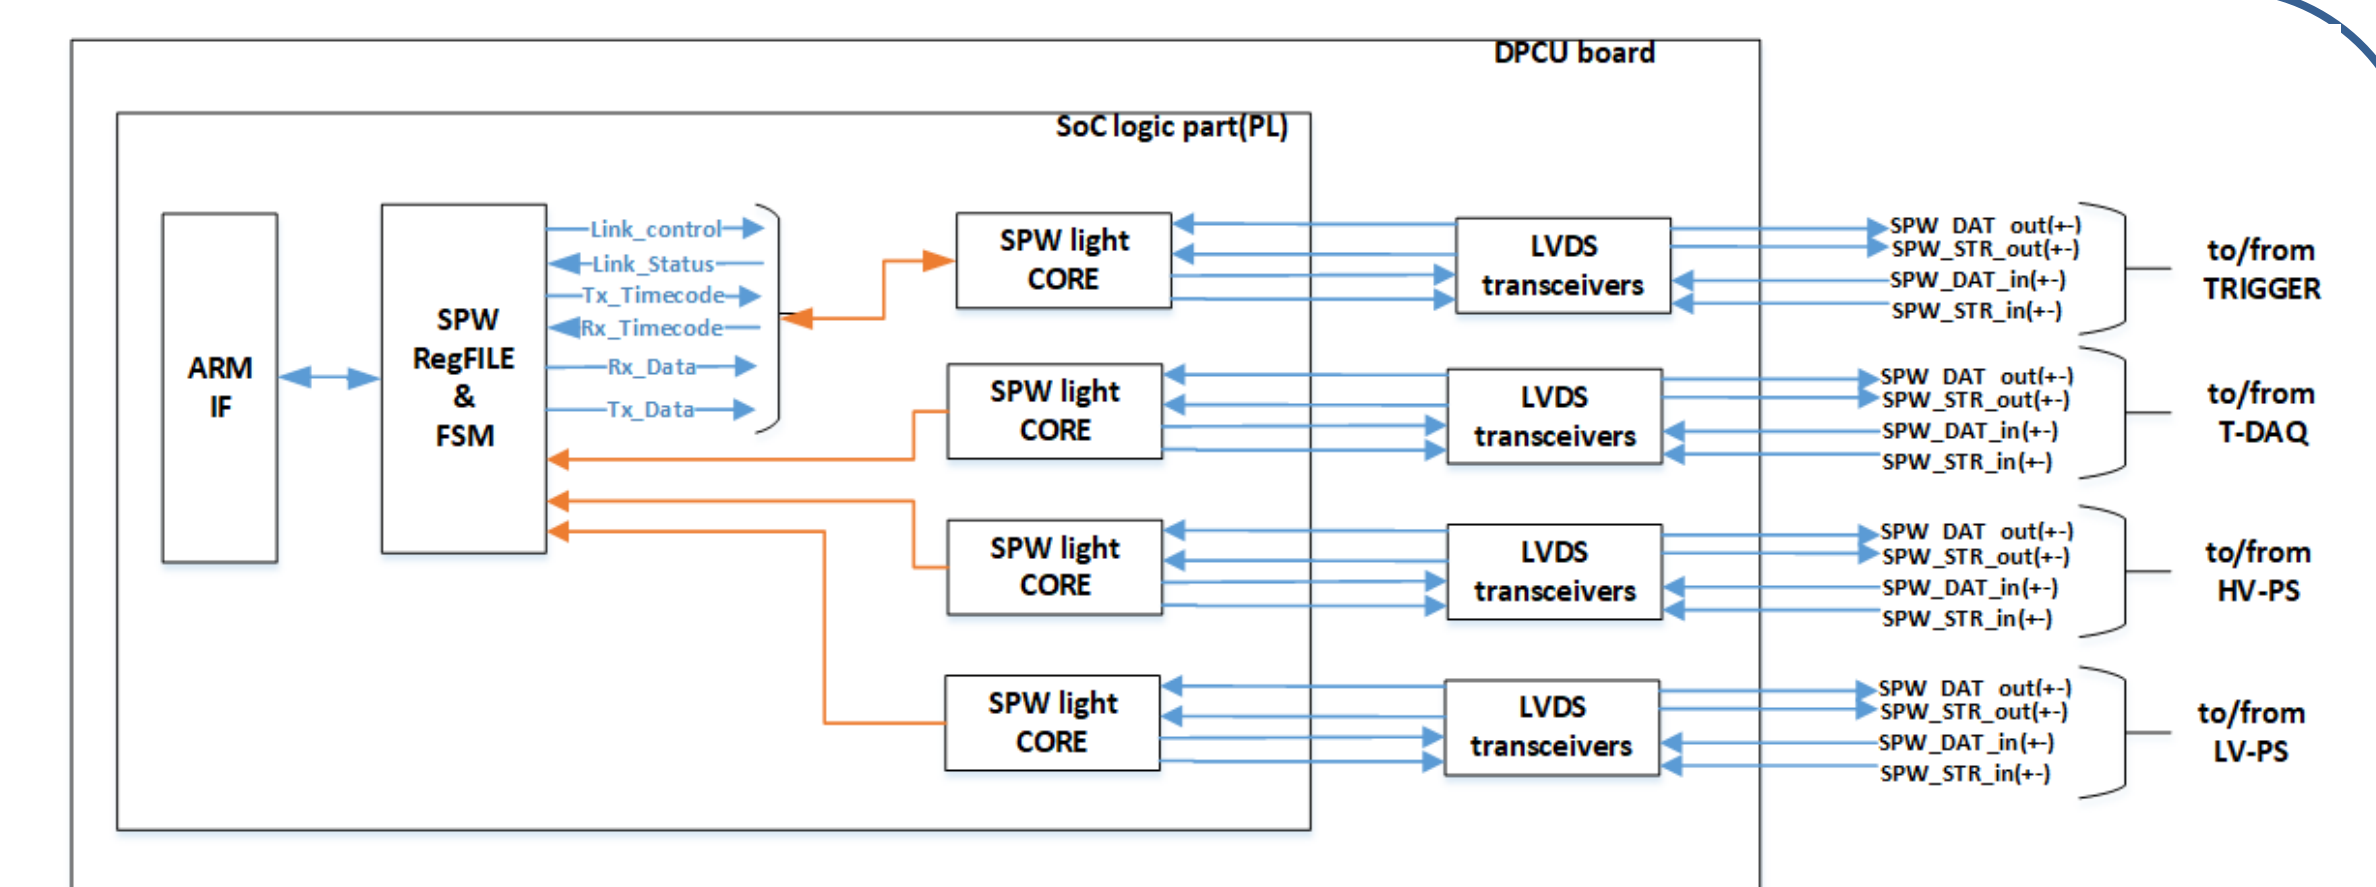 DPCU board
SoC logic part(PL)
ARM
IF
SPW
RegFILE
&
FSM
Link_control
Link_Status
Tx_Timecode
Rx_Timecode
Rx_Data
Tx_Data
SPW light
CORE
LVDS
transceivers
SPW_DAT_out(+-)
SPW_STR_out(+-)
SPW_DAT_in(+-)
SPW_STR_in(+-)
to/from
TRIGGER
SPW light
CORE
LVDS
transceivers
SPW_DAT_out(+-)
SPW_STR_out(+-)
SPW_DAT_in(+-)
SPW_STR_in(+-)
to/from
T-DAQ
SPW light
CORE
LVDS
transceivers
SPW_DAT_out(+-)
SPW_STR_out(+-)
SPW_DAT_in(+-)
SPW_STR_in(+-)
to/from
HV-PS
SPW light
CORE
LVDS
transceivers
SPW_DAT_out(+-)
SPW_STR_out(+-)
SPW_DAT_in(+-)
SPW_STR_in(+-)
to/from
LV-PS